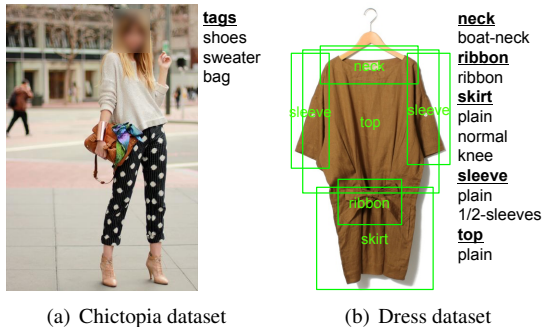 tags
shoes
sweater
bag
neck
sleeve
top
sleeve
ribbon
skirt
neck
boat-neck
ribbon
ribbon
skirt
plain
normal
knee
sleeve
plain
1/2-sleeves
top
plain
(a) Chictopia dataset
(b) Dress dataset